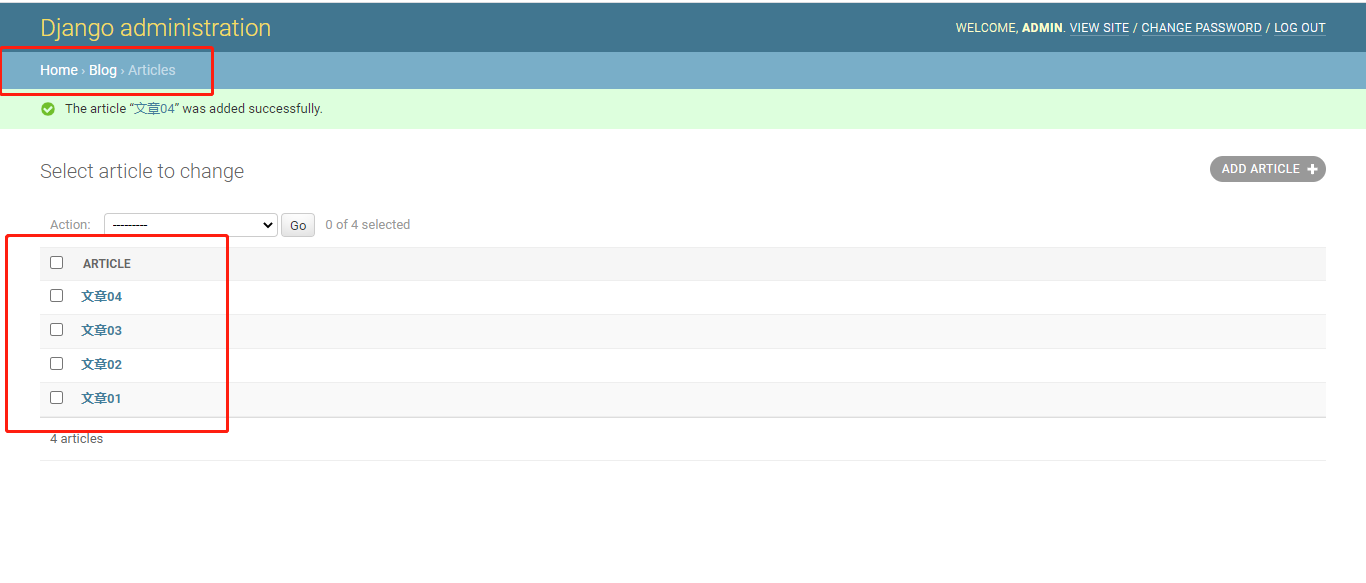 Django administration
WELCOME, ADMIN. VIEW SITE / CHANGE PASSWORD / LOG OUT
Home › Blog › Articles
The article “文章04” was added successfully.
Select article to change
ADD ARTICLE +
Action: --------- Go 0 of 4 selected
ARTICLE
文章04
文章03
文章02
文章01
4 articles